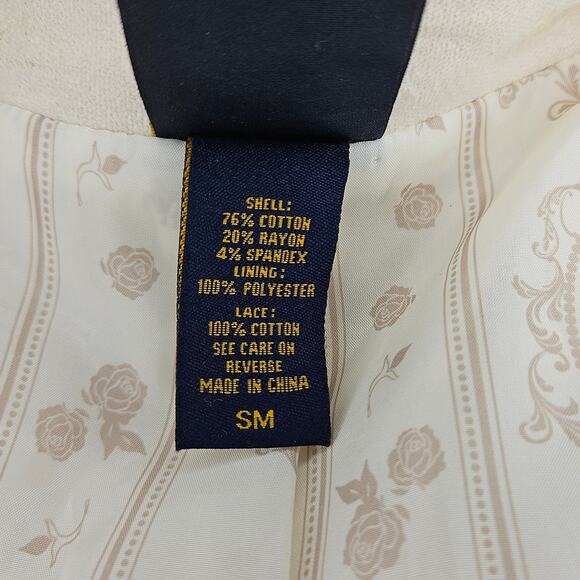 SHELL:
76% COTTON
20% RAYON
4% SPANDEX
LINING:
100% POLYESTER
LACE:
100% COTTON
SEE CARE ON
REVERSE
MADE IN CHINA
SM